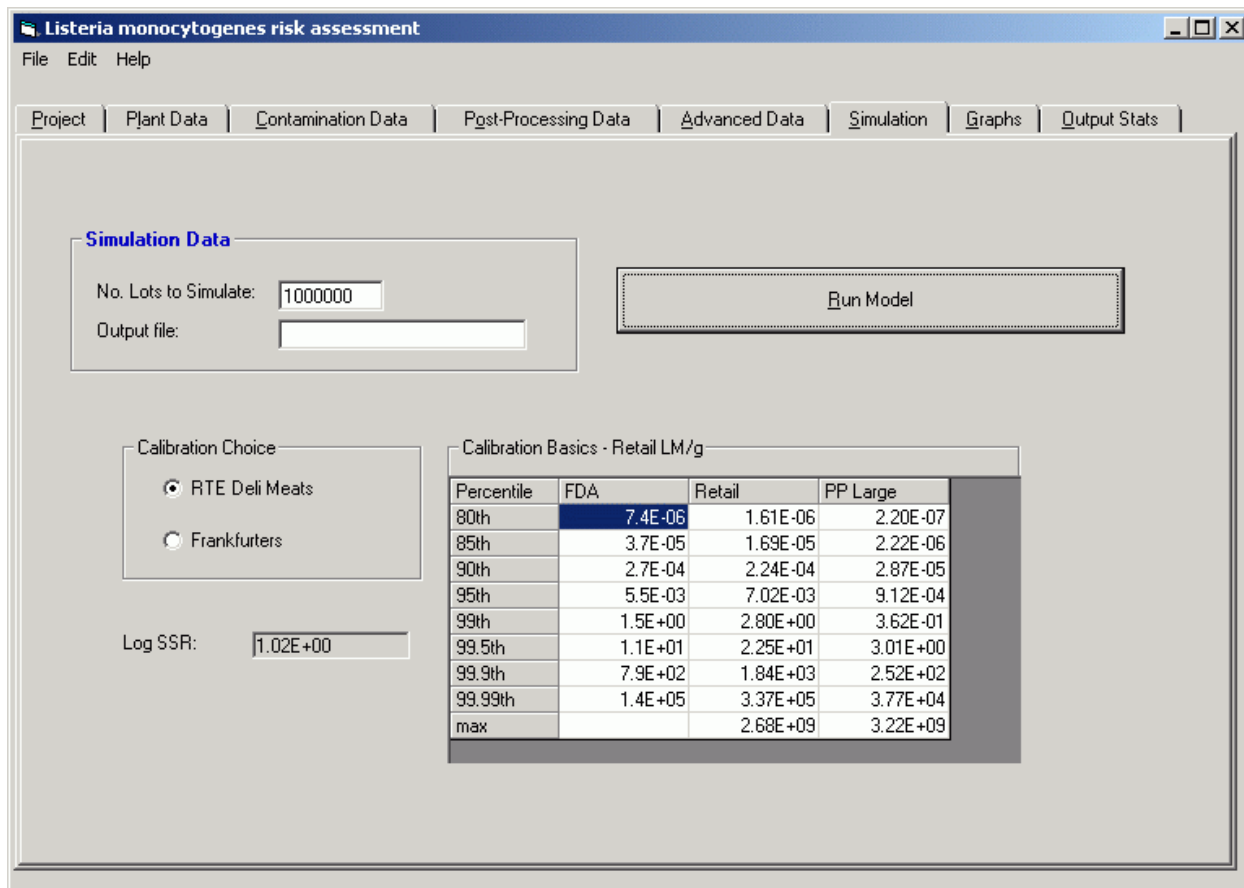 Listeria monocytogenes risk assessment
File Edit Help
Project Plant Data Contamination Data Post-Processing Data Advanced Data Simulation Graphs Output Stats
Simulation Data
No. Lots to Simulate: 1000000
Output file:
Run Model
Calibration Choice
RTE Deli Meats
Frankfurters
Log SSR: 1.02E+00
Calibration Basics - Retail LM/g
Percentile FDA Retail PP Large
80th 7.4E-06 1.61E-06 2.20E-07
85th 3.7E-05 1.69E-05 2.22E-06
90th 2.7E-04 2.24E-04 2.87E-05
95th 5.5E-03 7.02E-03 9.12E-04
99th 1.5E+00 2.80E+00 3.62E-01
99.5th 1.1E+01 2.25E+01 3.01E+00
99.9th 7.9E+02 1.84E+03 2.52E+02
99.99th 1.4E+05 3.37E+05 3.77E+04
max 2.68E+09 3.22E+09